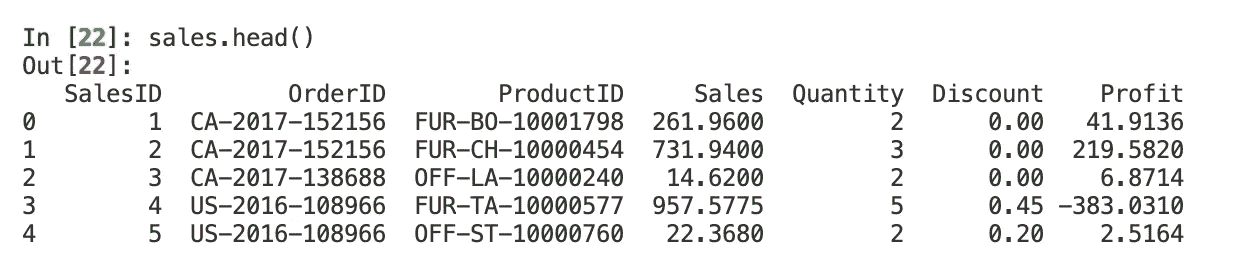 In [22]: sales.head()
Out[22]:
SalesID OrderID ProductID Sales Quantity Discount Profit
0 1 CA-2017-152156 FUR-BO-10001798 261.9600 2 0.00 41.9136
1 2 CA-2017-152156 FUR-CH-10000454 731.9400 3 0.00 219.5820
2 3 CA-2017-138688 OFF-LA-10000240 14.6200 2 0.00 6.8714
3 4 US-2016-108966 FUR-TA-10000577 957.5775 5 0.45 -383.0310
4 5 US-2016-108966 OFF-ST-10000760 22.3680 2 0.20 2.5164